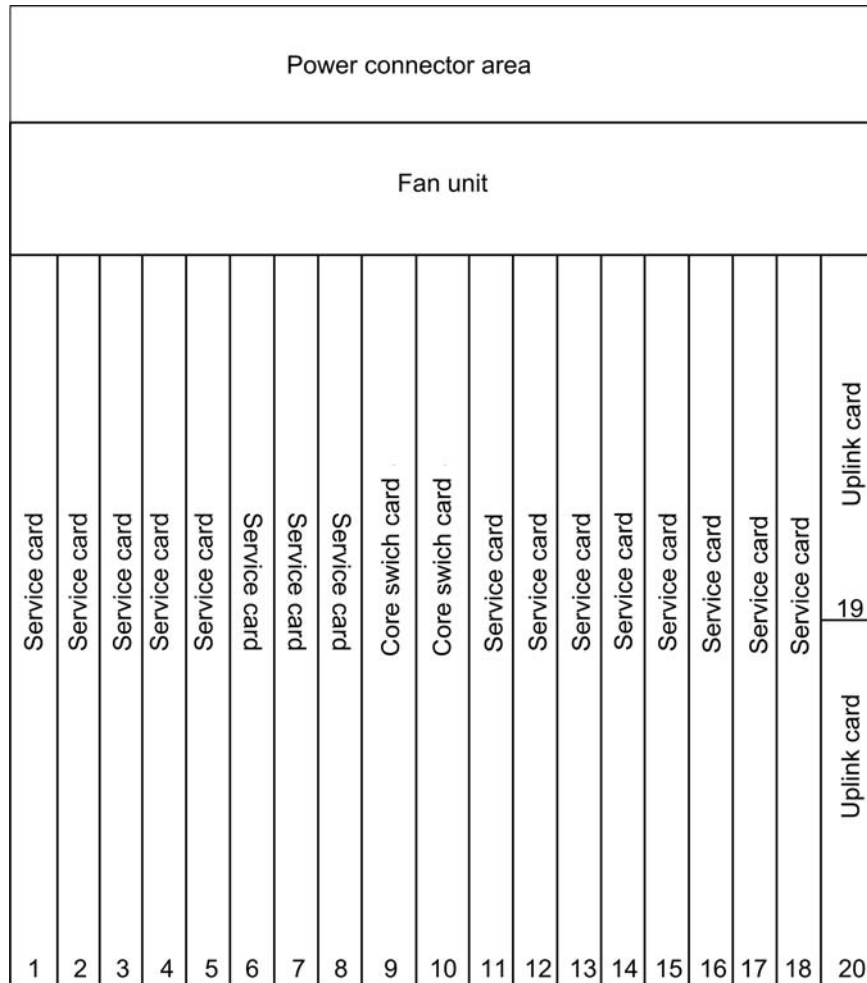 Power connector area
Fan unit
Service card
Service card
Service card
Service card
Service card
Service card
Service card
Service card
Core swich card
Core swich card
Service card
Service card
Service card
Service card
Service card
Service card
Service card
Service card
Uplink card
19
Uplink card
1 2 3 4 5 6 7 8 9 10 11 12 13 14 15 16 17 18 20